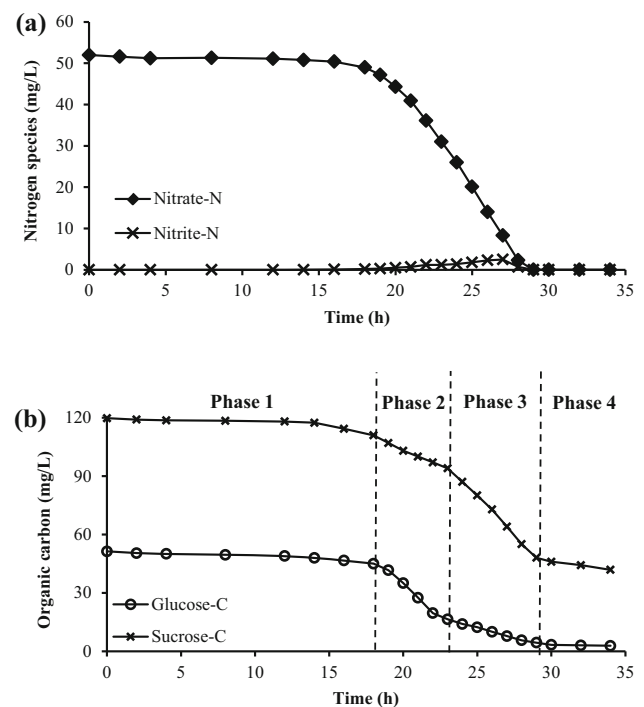 (a)
60
50
40
30
20
10
0
Nitrogen species (mg/L)
Nitrate-N
Nitrite-N
0 5 10 15 20 25 30 35
Time (h)
(b)
Phase 1 Phase 2 Phase 3 Phase 4
120
90
60
30
0
Organic carbon (mg/L)
Glucose-C
Sucrose-C
0 5 10 15 20 25 30 35
Time (h)